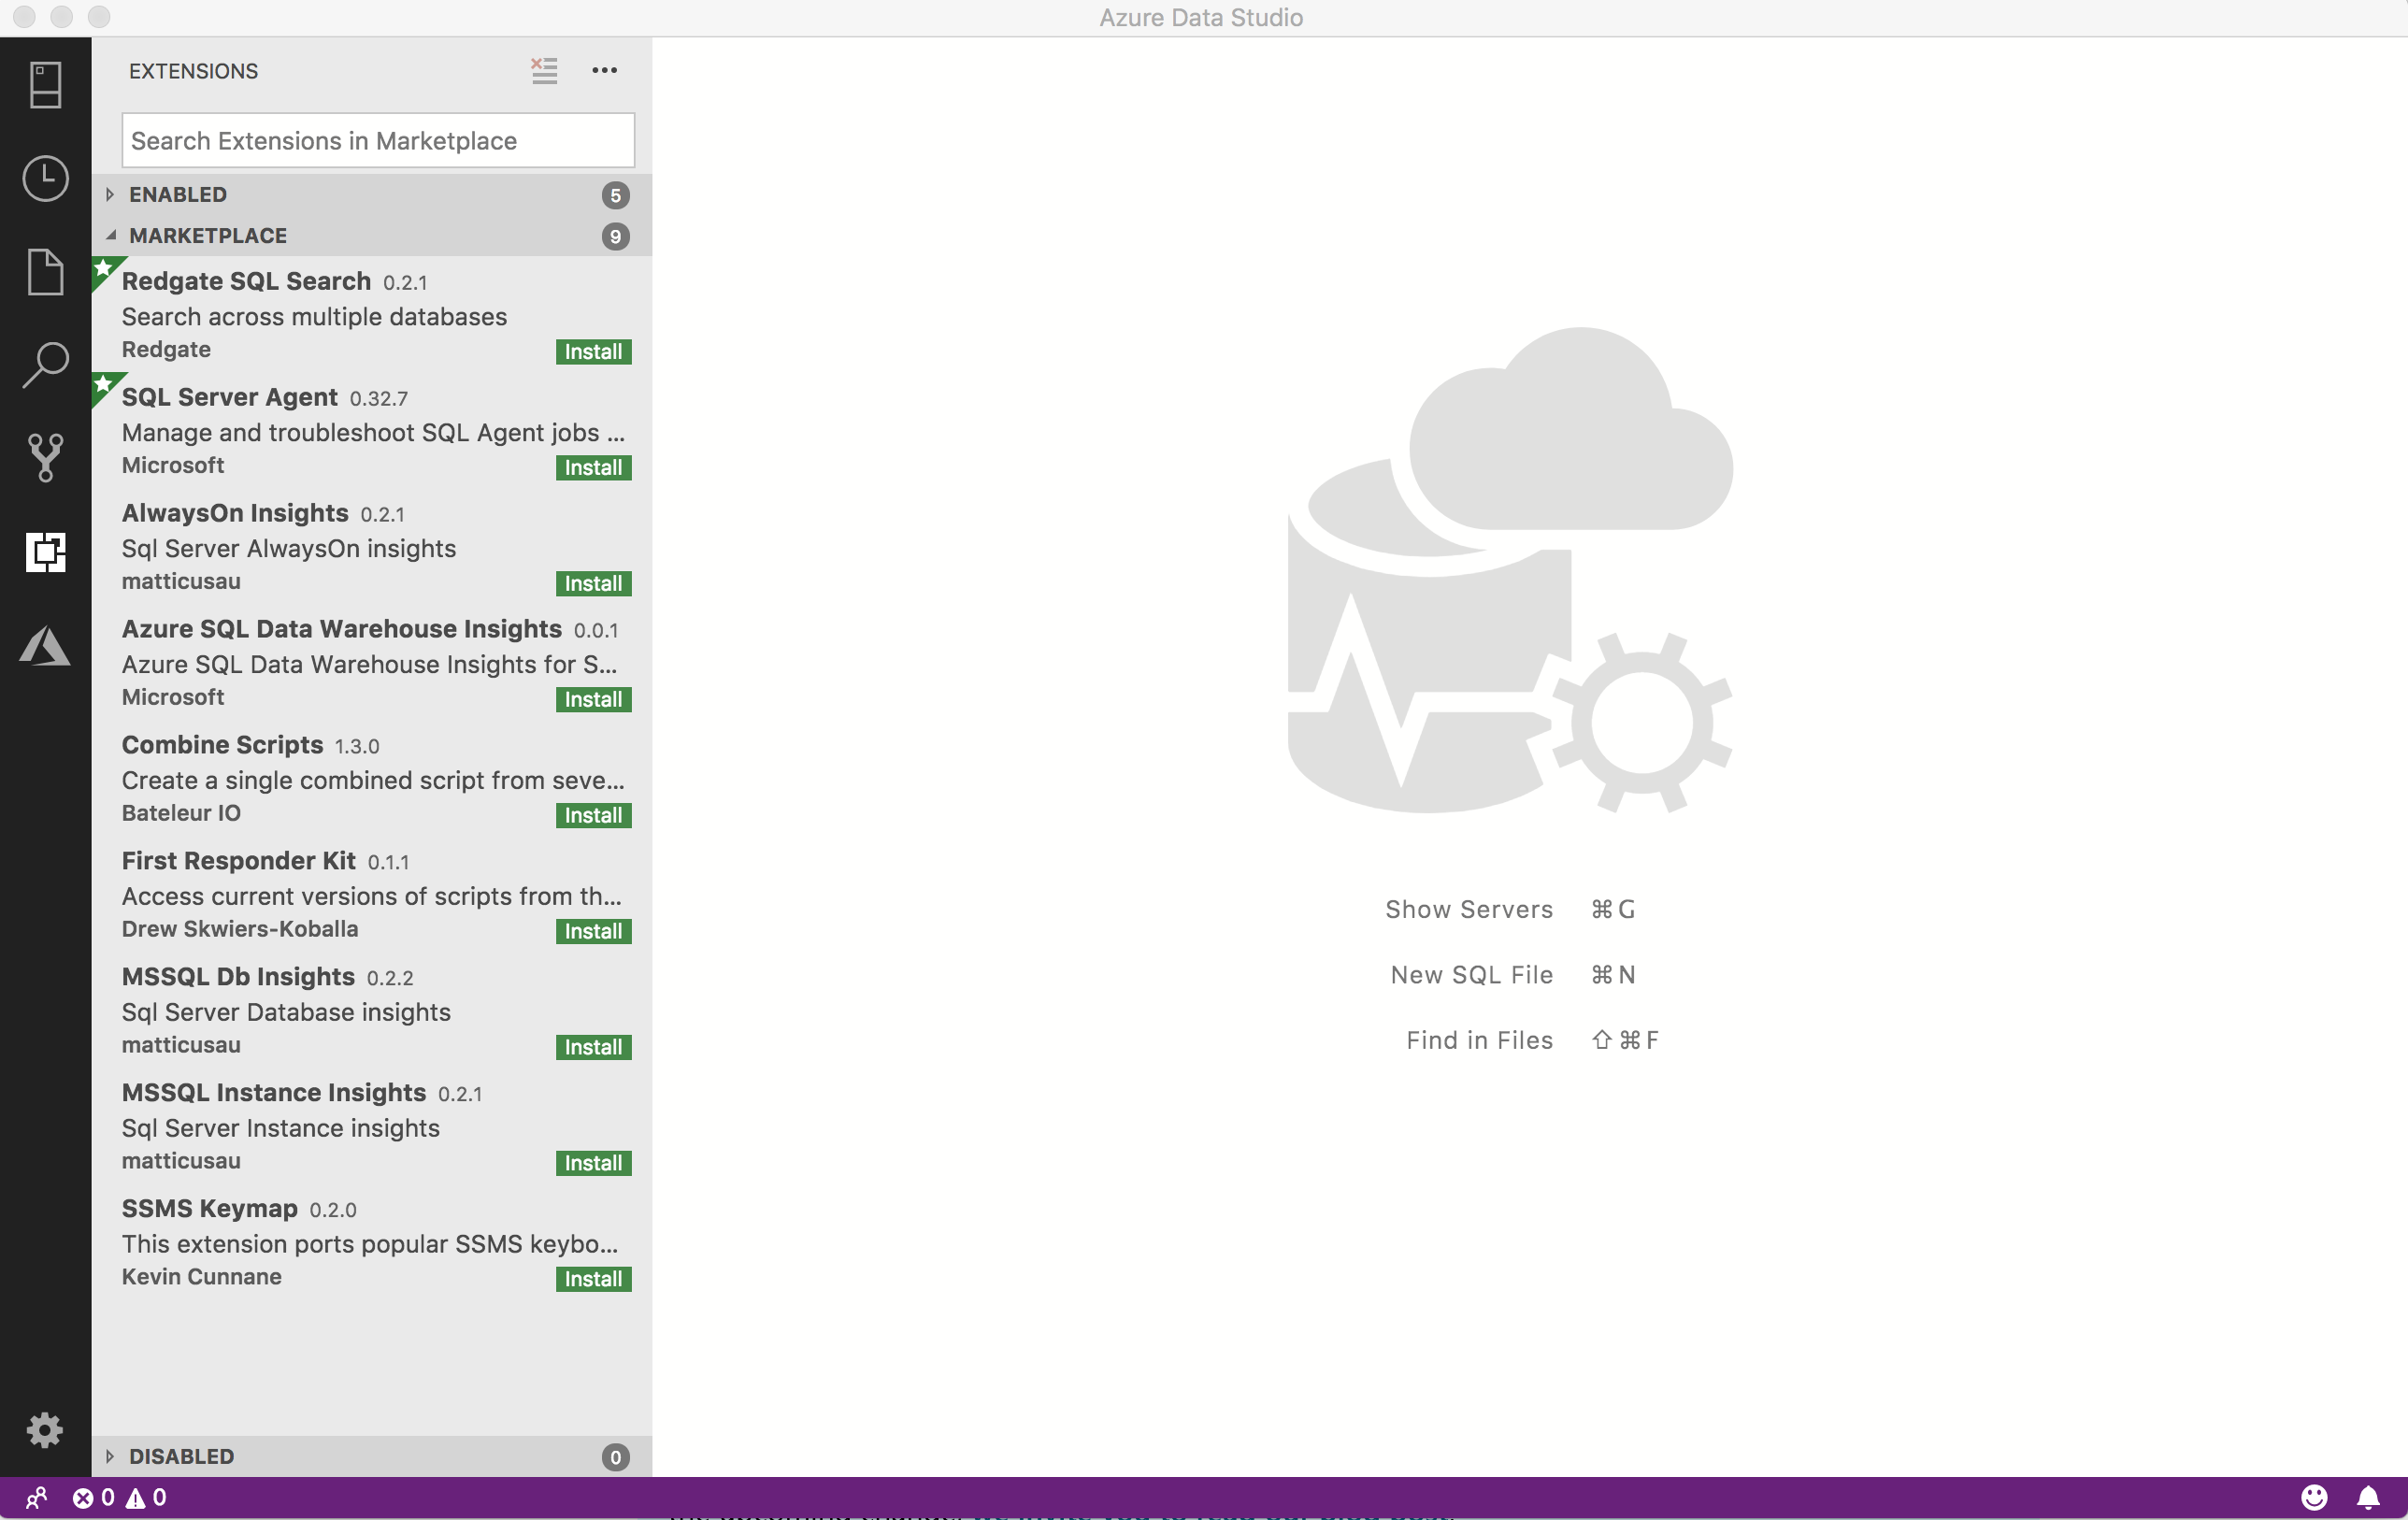 Azure Data Studio
EXTENSIONS
Search Extensions in Marketplace
ENABLED 5
MARKETPLACE 9
Redgate SQL Search 0.2.1
Search across multiple databases
Redgate Install
SQL Server Agent 0.32.7
Manage and troubleshoot SQL Agent jobs ...
Microsoft Install
AlwaysOn Insights 0.2.1
Sql Server AlwaysOn insights
matticusau Install
Azure SQL Data Warehouse Insights 0.0.1
Azure SQL Data Warehouse Insights for S...
Microsoft Install
Combine Scripts 1.3.0
Create a single combined script from seve...
Bateleur IO Install
First Responder Kit 0.1.1
Access current versions of scripts from th...
Drew Skwiers-Koballa Install
MSSQL Db Insights 0.2.2
Sql Server Database insights
matticusau Install
MSSQL Instance Insights 0.2.1
Sql Server Instance insights
matticusau Install
SSMS Keymap 0.2.0
This extension ports popular SSMS keybo...
Kevin Cunnane Install
DISABLED 0
Show Servers ⌘ G
New SQL File ⌘ N
Find in Files ⇧ ⌘ F
0 0